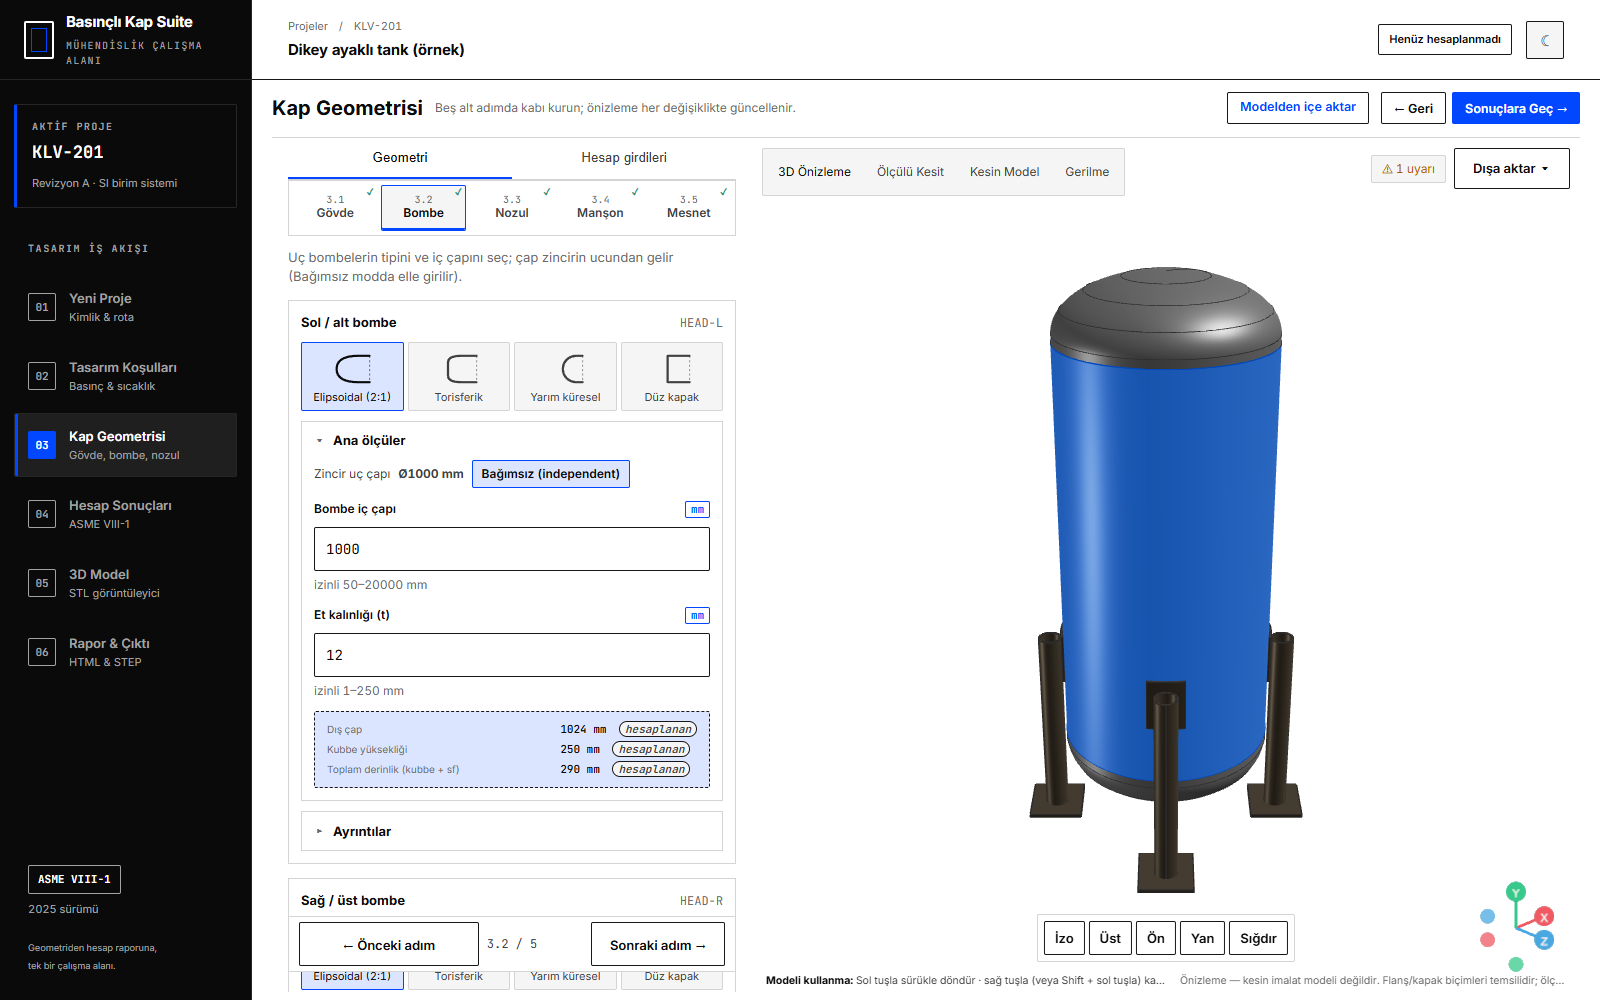 Basınçlı Kap Suite
MÜHENDİSLİK ÇALIŞMA
ALANI
AKTİF PROJE
KLV-201
Revizyon A · SI birim sistemi
TASARIM İŞ AKIŞI
01
Yeni Proje
Kimlik & rota
02
Tasarım Koşulları
Basınç & sıcaklık
03
Kap Geometrisi
Gövde, bombe, nozul
04
Hesap Sonuçları
ASME VIII-1
05
3D Model
STL görüntüleyici
06
Rapor & Çıktı
HTML & STEP
ASME VIII-1
2025 sürümü
Geometriden hesap raporuna,
tek bir çalışma alanı.
Projeler / KLV-201
Dikey ayaklı tank (örnek)
Henüz hesaplanmadı
☾
Kap Geometrisi
Beş alt adımda kabı kurun; önizleme her değişiklikte güncellenir.
Modelden içe aktar
← Geri
Sonuçlara Geç →
Geometri
Hesap girdileri
3.1 ✓
Gövde
3.2 ✓
Bombe
3.3 ✓
Nozul
3.4 ✓
Manşon
3.5 ✓
Mesnet
Uç bombelerin tipini ve iç çapını seç; çap zincirin ucundan gelir
(Bağımsız modda elle girilir).
Sol / alt bombe
HEAD-L
Elipsoidal (2:1)
Torisferik
Yarım küresel
Düz kapak
Ana ölçüler
Zincir uç çapı Ø1000 mm
Bağımsız (independent)
Bombe iç çapı
mm
1000
izinli 50–20000 mm
Et kalınlığı (t)
mm
12
izinli 1–250 mm
Dış çap 1024 mm hesaplanan
Kubbe yüksekliği 250 mm hesaplanan
Toplam derinlik (kubbe + sf) 290 mm hesaplanan
Ayrıntılar
Sağ / üst bombe
HEAD-R
← Önceki adım
3.2 / 5
Sonraki adım →
Elipsoidal (2:1)
Torisferik
Yarım küresel
Düz kapak
3D Önizleme
Ölçülü Kesit
Kesin Model
Gerilme
⚠ 1 uyarı
Dışa aktar
Y
X
Z
İzo
Üst
Ön
Yan
Sığdır
Modeli kullanma: Sol tuşla sürükle döndür · sağ tuşla (veya Shift + sol tuşla) ka...
Önizleme — kesin imalat modeli değildir. Flanş/kapak biçimleri temsilidir; ölç...